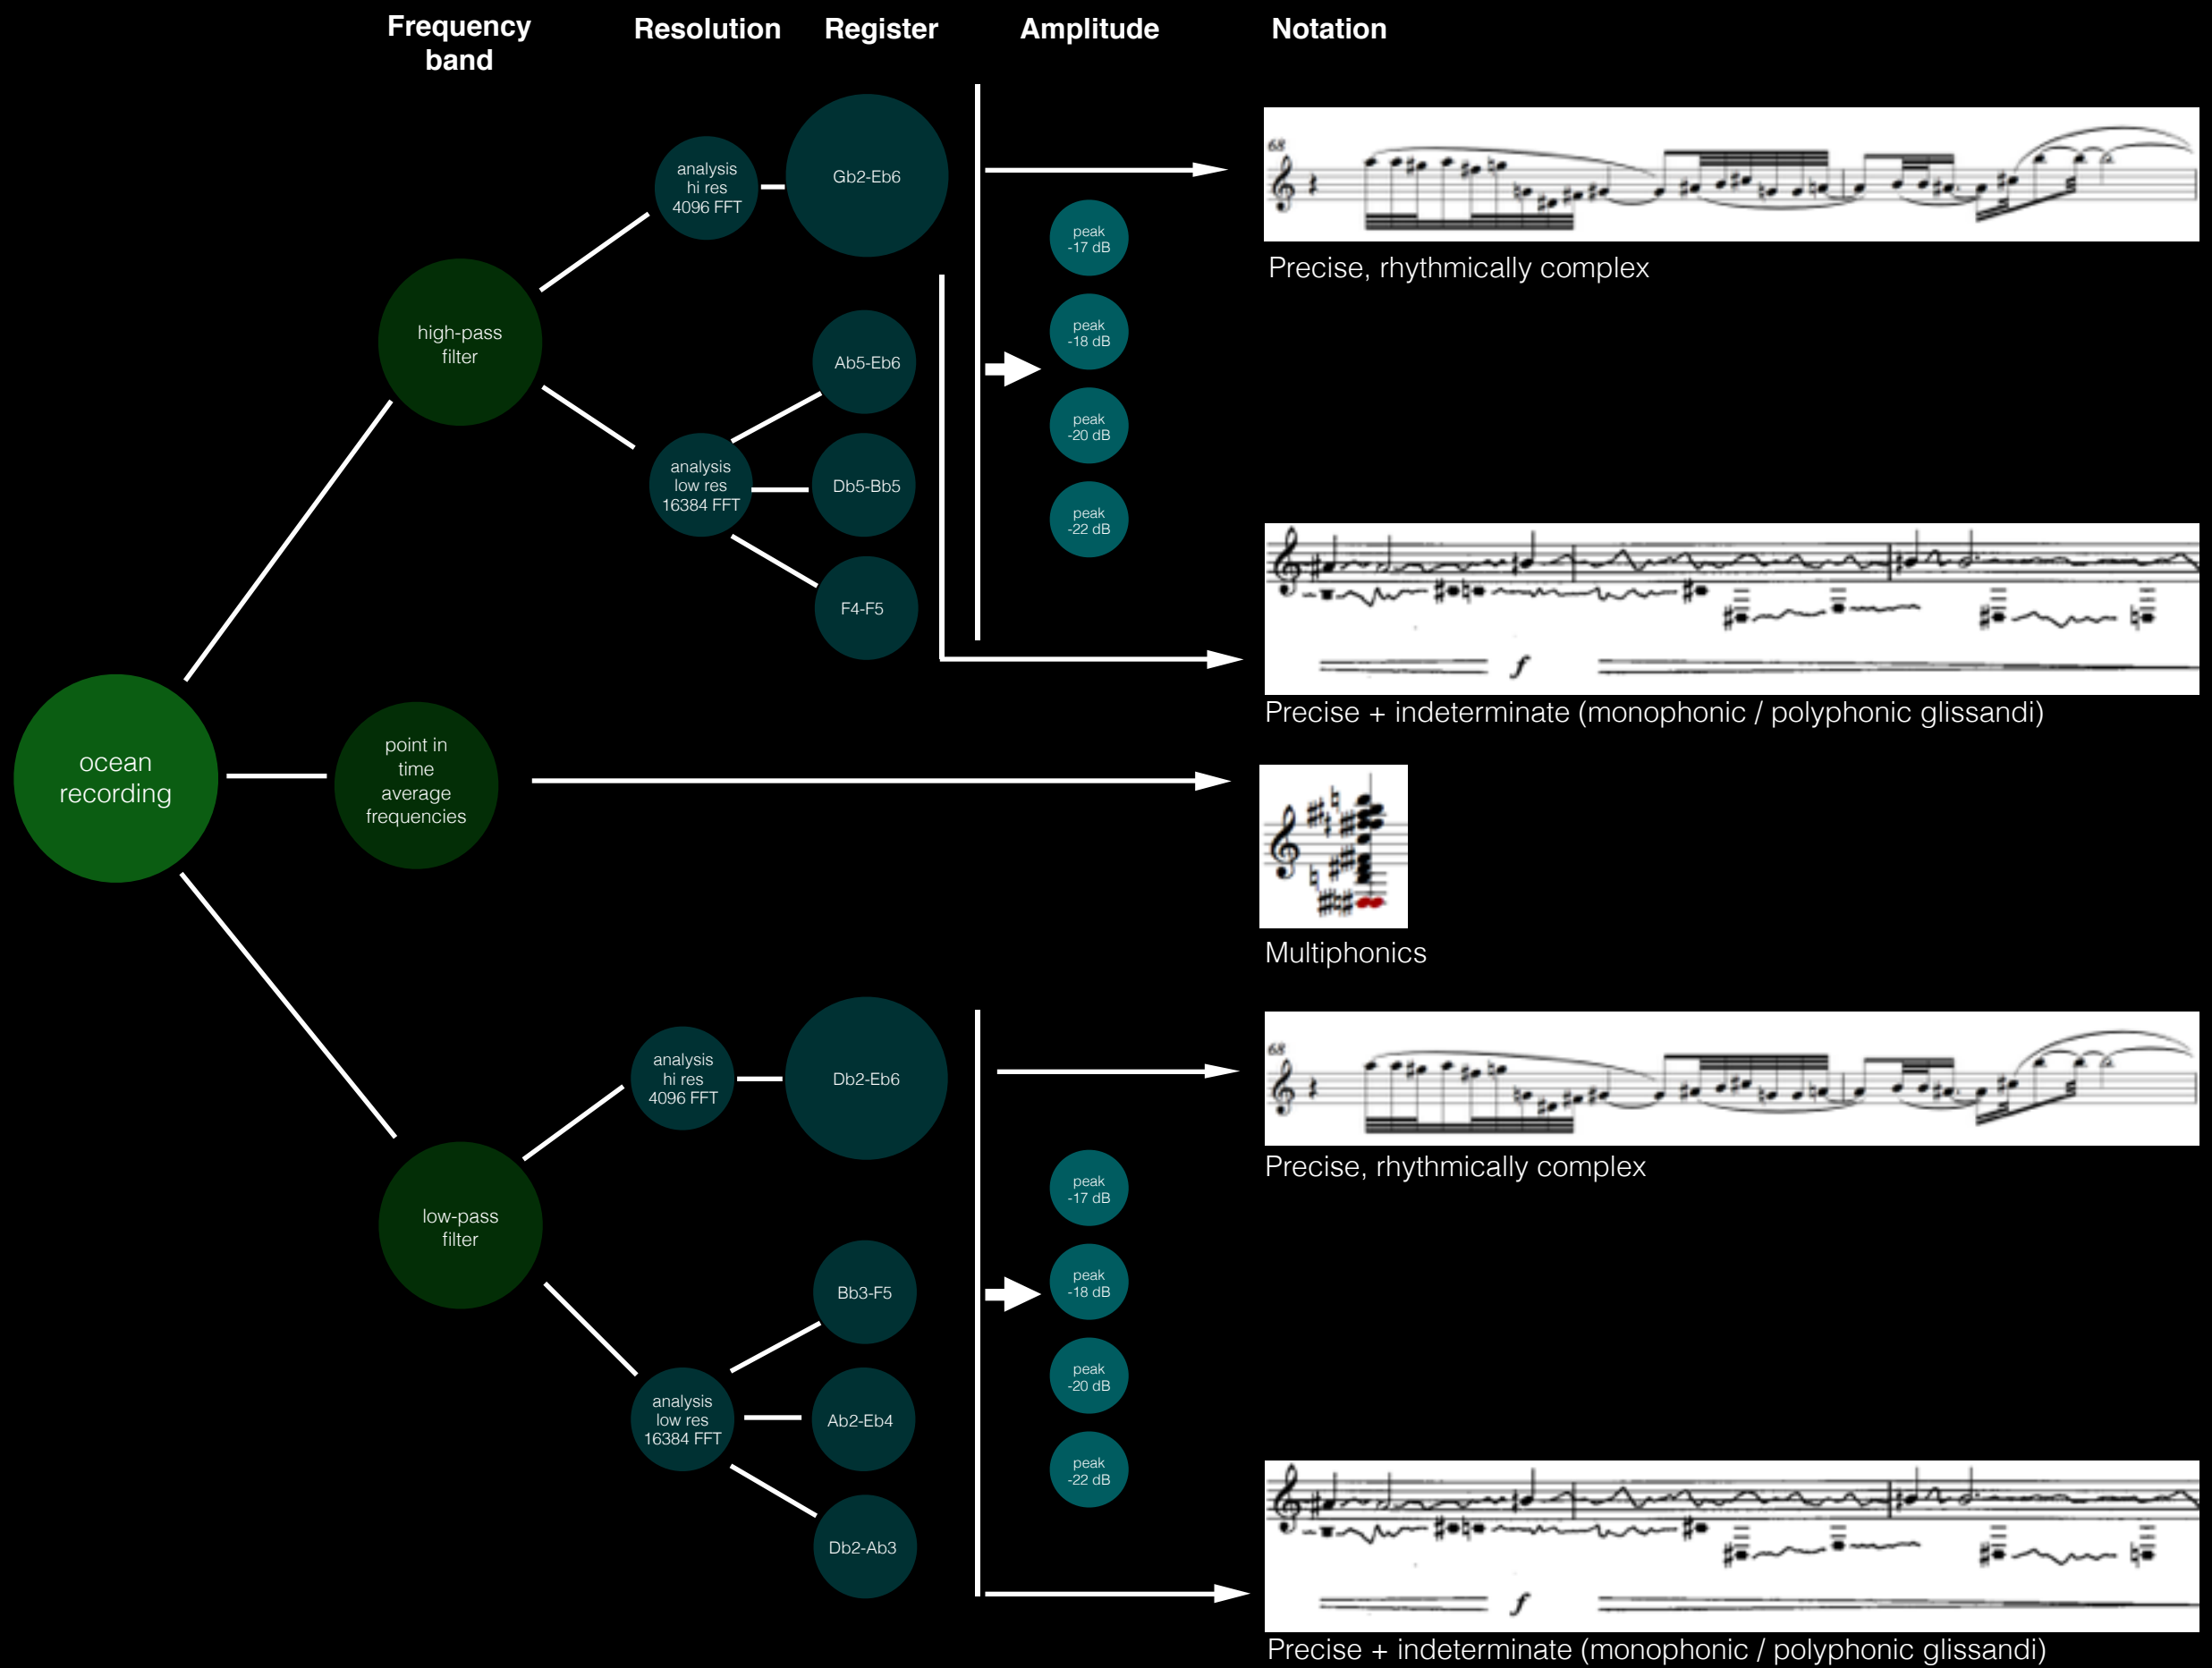 Frequency
band
Resolution
Register
Amplitude
Notation
analysis
hi res
4096 FFT
Gb2-Eb6
68
peak
-17 dB
Precise, rhythmically complex
high-pass
filter
peak
-18 dB
Ab5-Eb6
peak
-20 dB
analysis
low res
16384 FFT
Db5-Bb5
peak
-22 dB
F4-F5
f
Precise + indeterminate (monophonic / polyphonic glissandi)
ocean
recording
point in
time
average
frequencies
Multiphonics
analysis
hi res
4096 FFT
Db2-Eb6
68
Precise, rhythmically complex
peak
-17 dB
low-pass
filter
peak
-18 dB
Bb3-F5
peak
-20 dB
analysis
low res
16384 FFT
Ab2-Eb4
peak
-22 dB
Db2-Ab3
f
Precise + indeterminate (monophonic / polyphonic glissandi)